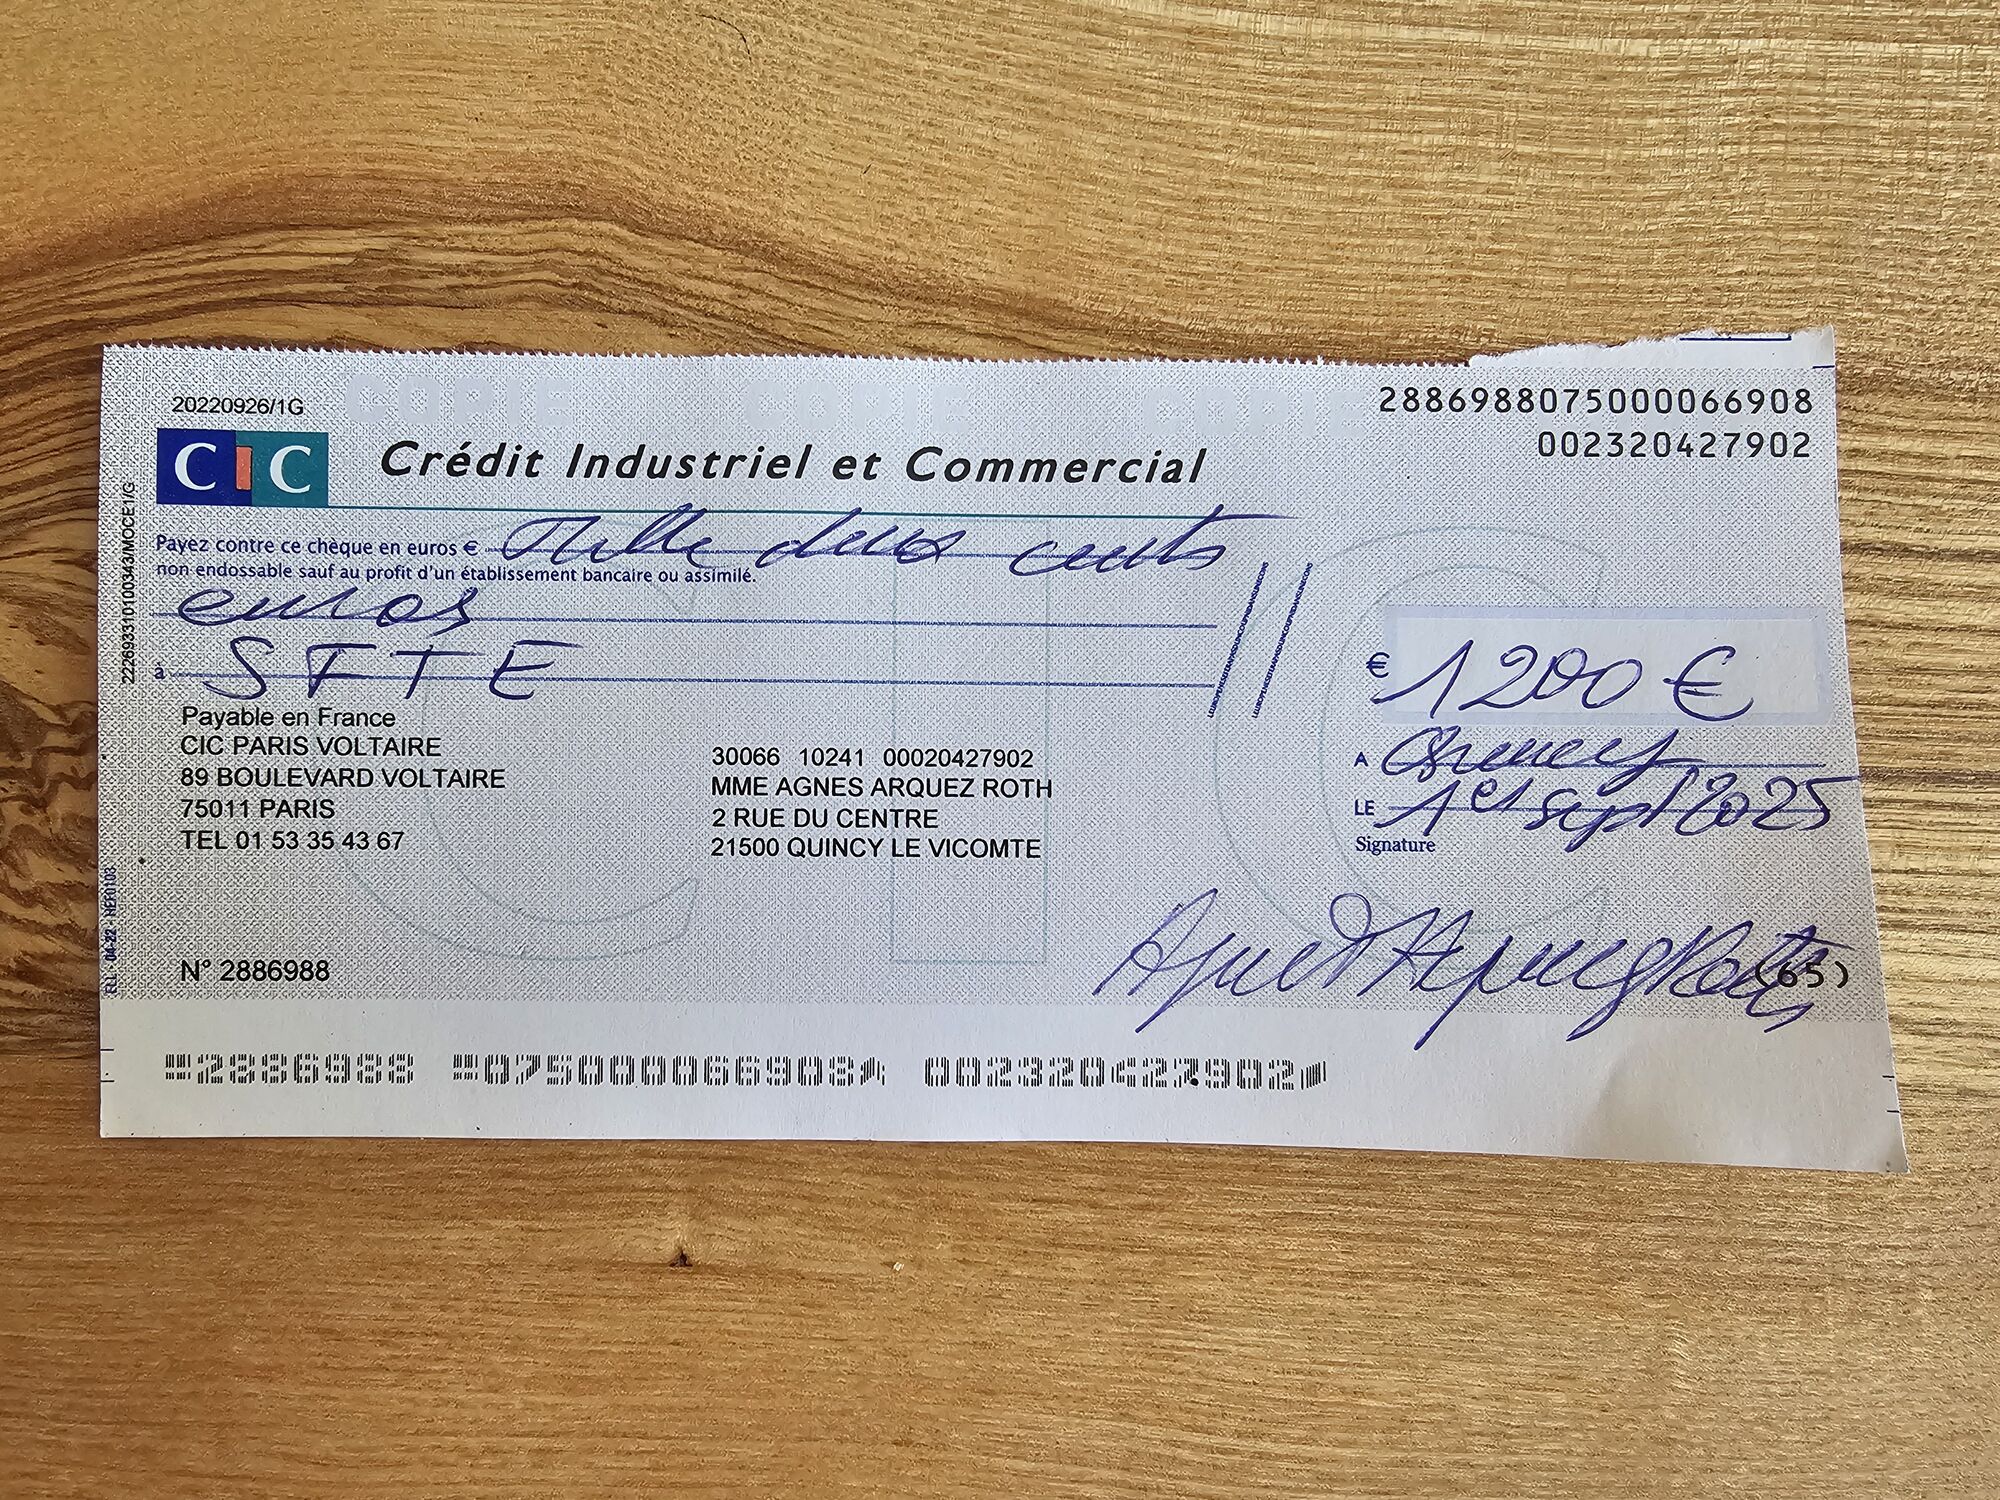 COPIE COPIE COPIE
20220926/1G
2886988075000066908
002320427902
CIC Crédit Industriel et Commercial
Payez contre ce chèque en euros € Mille deux cents
non endossable sauf au profit d'un établissement bancaire ou assimilé.
euros
à SFTE
€ 1200 €
Payable en France
CIC PARIS VOLTAIRE
89 BOULEVARD VOLTAIRE
75011 PARIS
TEL 01 53 35 43 67
30066 10241 00020427902
MME AGNES ARQUEZ ROTH
2 RUE DU CENTRE
21500 QUINCY LE VICOMTE
A
LE 1er sept 2025
Signature
(65)
N° 2886988
2886988 075000066908 002320427902
222693310100343/MOCE1/G